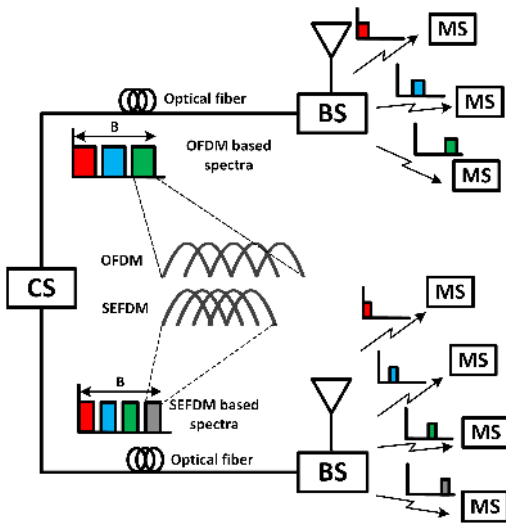 MS
Optical fiber
BS
MS
B
OFDM based
spectra
MS
OFDM
CS
SEFDM
MS
B
MS
SEFDM based
spectra
MS
Optical fiber
BS
MS